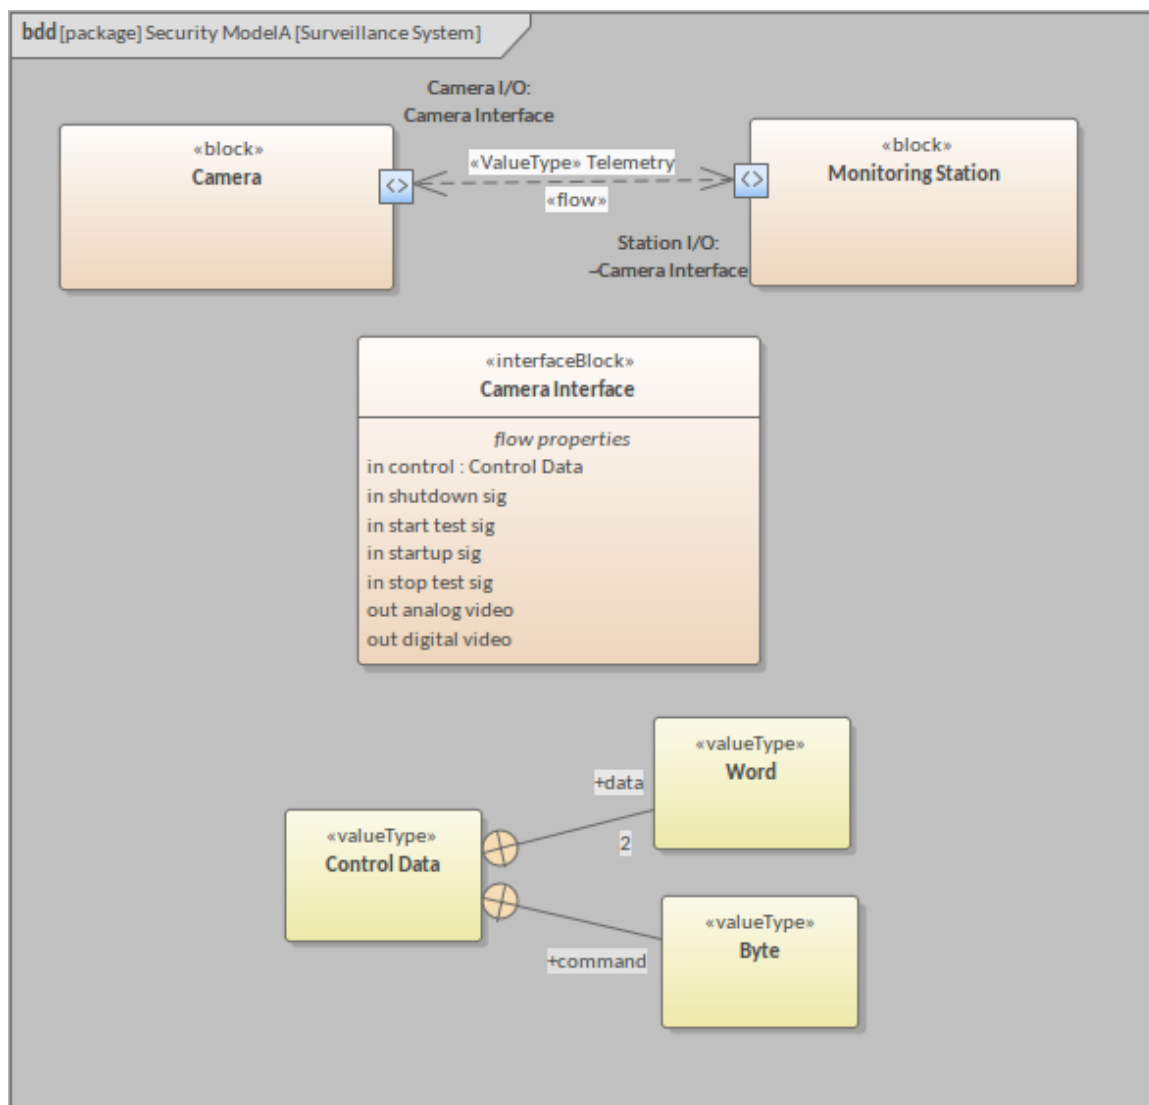 bdd [package] Security ModelA [Surveillance System]
Camera I/O:
Camera Interface
«block»
Camera
«ValueType» Telemetry
«flow»
«block»
Monitoring Station
Station I/O:
~Camera Interface
«interfaceBlock»
Camera Interface
flow properties
in control : Control Data
in shutdown sig
in start test sig
in startup sig
in stop test sig
out analog video
out digital video
«valueType»
Word
+data
2
«valueType»
Control Data
«valueType»
Byte
+command